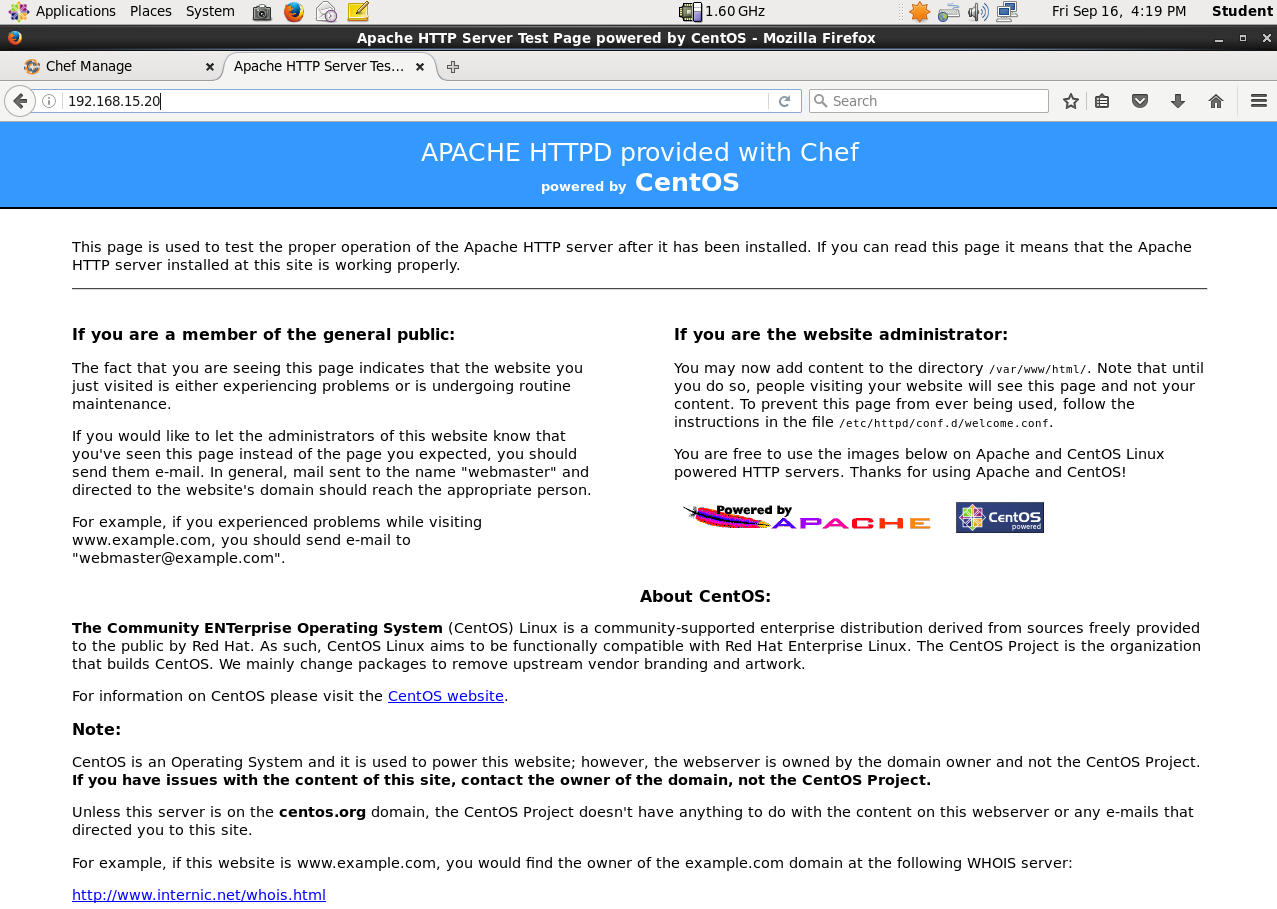 Applications Places System 1.60 GHz Fri Sep 16, 4:19 PM Student
Apache HTTP Server Test Page powered by CentOS - Mozilla Firefox
Chef Manage Apache HTTP Server Tes...
192.168.15.20 Search
APACHE HTTPD provided with Chef
powered by CentOS
This page is used to test the proper operation of the Apache HTTP server after it has been installed. If you can read this page it means that the Apache
HTTP server installed at this site is working properly.
If you are a member of the general public:
The fact that you are seeing this page indicates that the website you
just visited is either experiencing problems or is undergoing routine
maintenance.
If you would like to let the administrators of this website know that
you've seen this page instead of the page you expected, you should
send them e-mail. In general, mail sent to the name "webmaster" and
directed to the website's domain should reach the appropriate person.
For example, if you experienced problems while visiting
www.example.com, you should send e-mail to
"webmaster@example.com".
If you are the website administrator:
You may now add content to the directory /var/www/html/. Note that until
you do so, people visiting your website will see this page and not your
content. To prevent this page from ever being used, follow the
instructions in the file /etc/httpd/conf.d/welcome.conf.
You are free to use the images below on Apache and CentOS Linux
powered HTTP servers. Thanks for using Apache and CentOS!
Powered by
APACHE
CentOS
powered
About CentOS:
The Community ENTerprise Operating System (CentOS) Linux is a community-supported enterprise distribution derived from sources freely provided
to the public by Red Hat. As such, CentOS Linux aims to be functionally compatible with Red Hat Enterprise Linux. The CentOS Project is the organization
that builds CentOS. We mainly change packages to remove upstream vendor branding and artwork.
For information on CentOS please visit the CentOS website.
Note:
CentOS is an Operating System and it is used to power this website; however, the webserver is owned by the domain owner and not the CentOS Project.
If you have issues with the content of this site, contact the owner of the domain, not the CentOS Project.
Unless this server is on the centos.org domain, the CentOS Project doesn't have anything to do with the content on this webserver or any e-mails that
directed you to this site.
For example, if this website is www.example.com, you would find the owner of the example.com domain at the following WHOIS server:
http://www.internic.net/whois.html